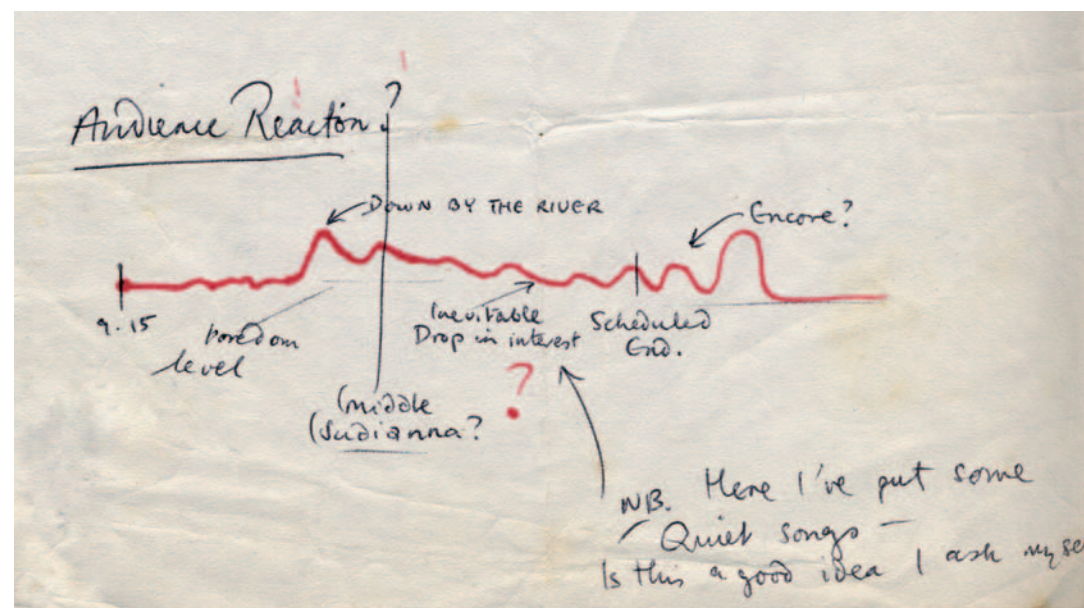 Audience Reaction?
DOWN BY THE RIVER
Encore?
9.15
boredom
level
Inevitable
Drop in interest
Scheduled
End.
?
(middle
(Sudianna?
NB. Here I've put some
Quiet songs –
Is this a good idea I ask myse